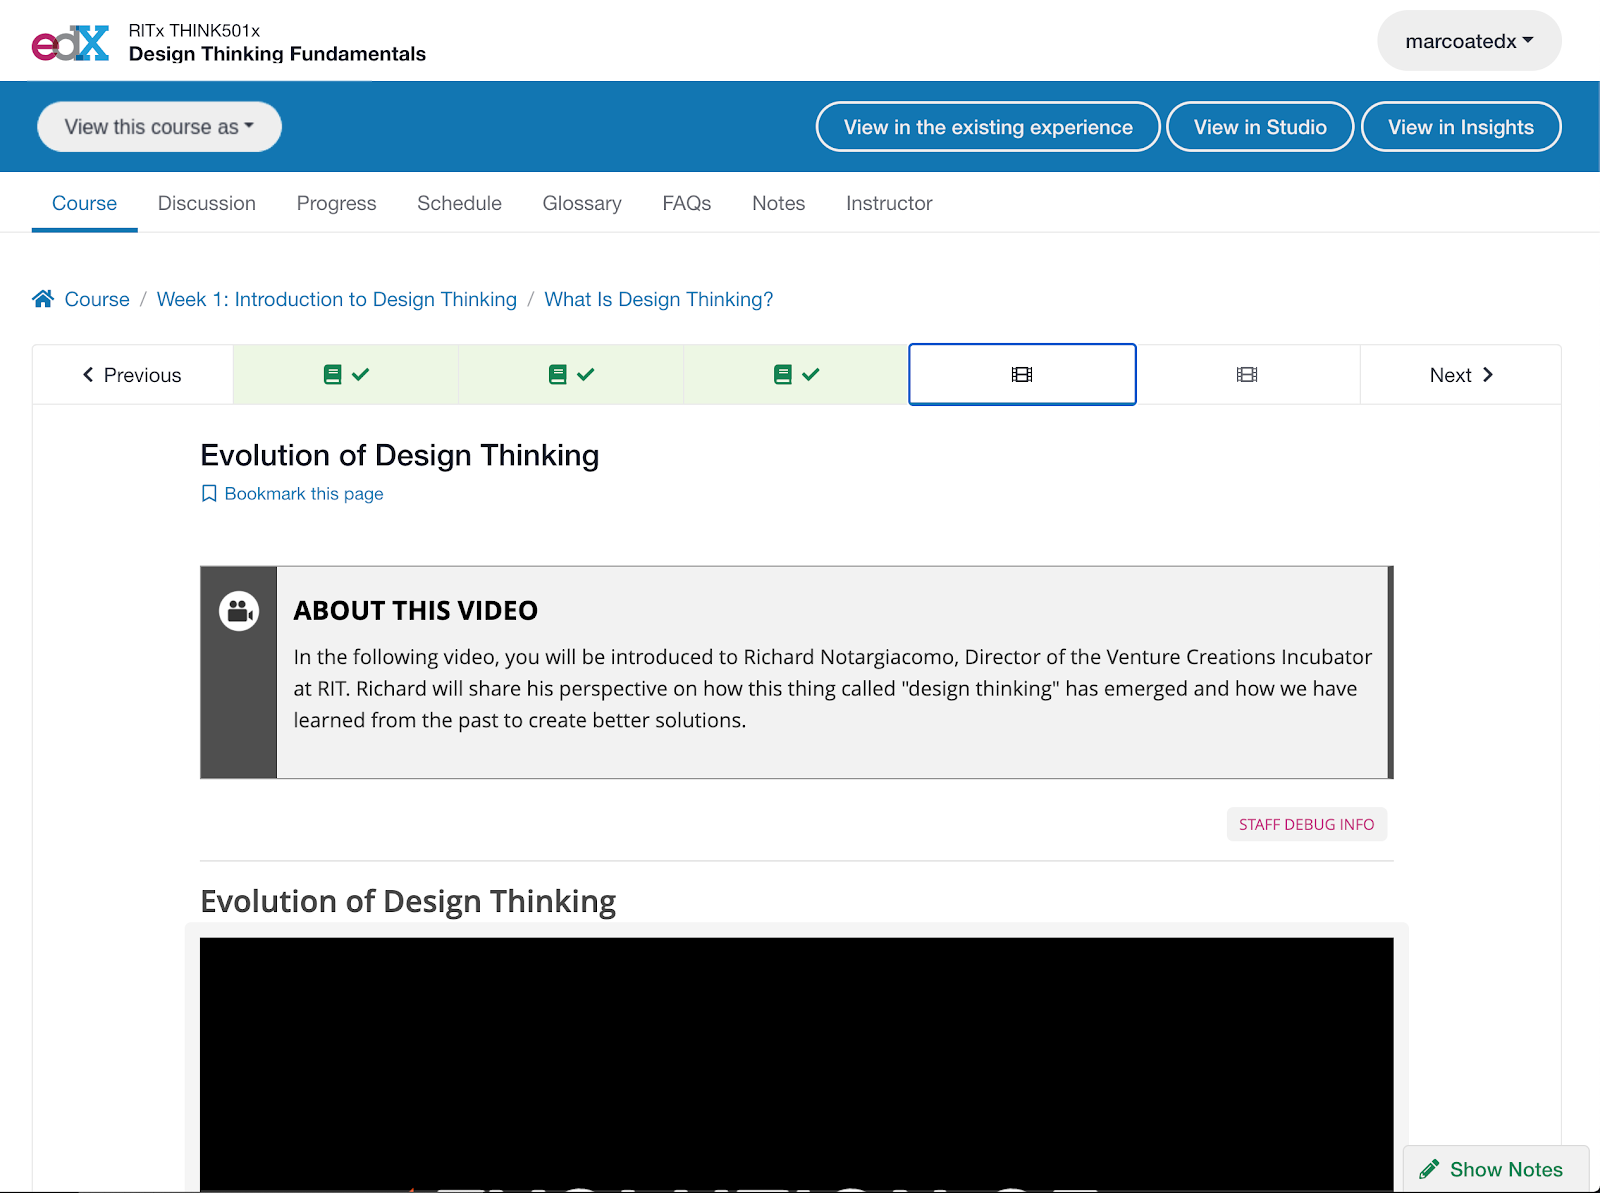 edX
RITx THINK501x
Design Thinking Fundamentals
marcoatedx
View this course as
View in the existing experience
View in Studio
View in Insights
Course
Discussion
Progress
Schedule
Glossary
FAQs
Notes
Instructor
Course / Week 1: Introduction to Design Thinking / What Is Design Thinking?
Previous
Next
Evolution of Design Thinking
Bookmark this page
ABOUT THIS VIDEO
In the following video, you will be introduced to Richard Notargiacomo, Director of the Venture Creations Incubator
at RIT. Richard will share his perspective on how this thing called "design thinking" has emerged and how we have
learned from the past to create better solutions.
STAFF DEBUG INFO
Evolution of Design Thinking
Show Notes